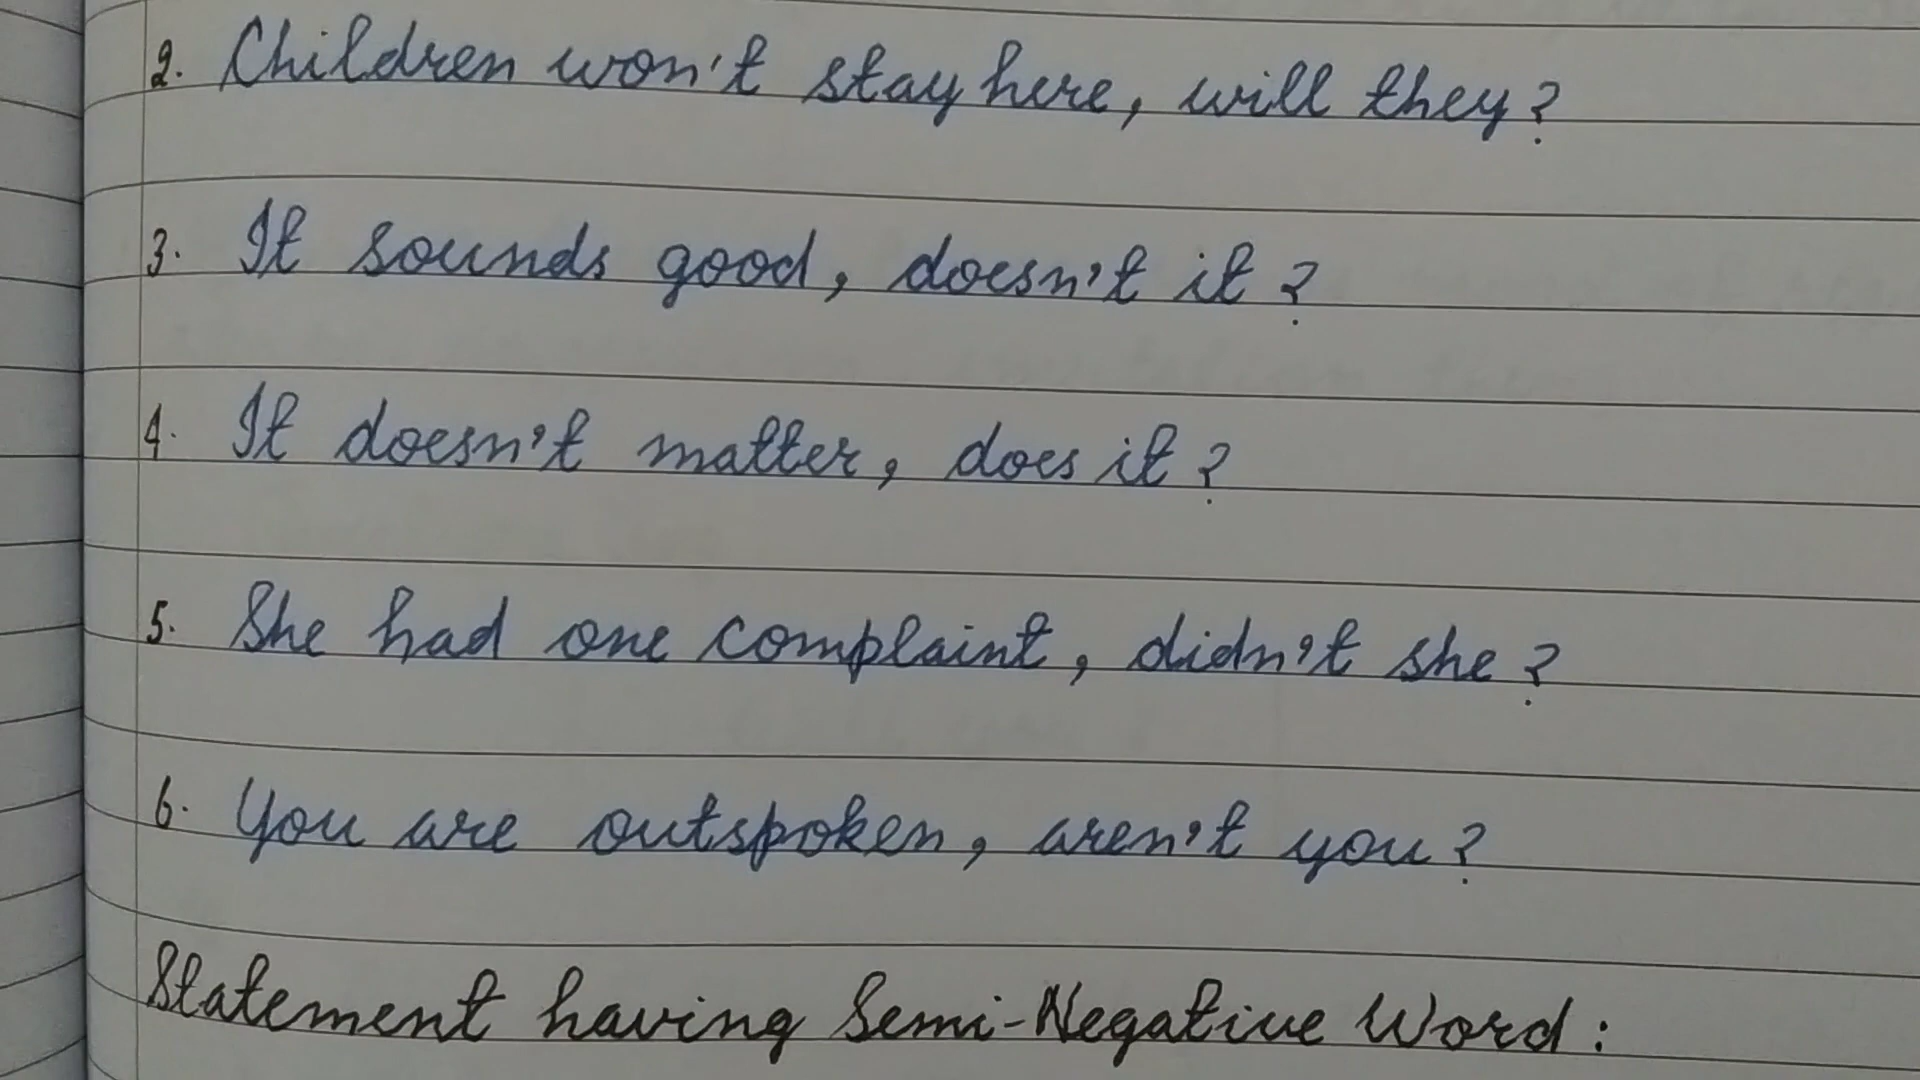 2. Children won't stay here, will they?
3. It sounds good, doesn't it?
4. It doesn't matter, does it?
5. She had one complaint, didn't she?
6. You are outspoken, aren't you?
Statement having Semi-Negative Word: